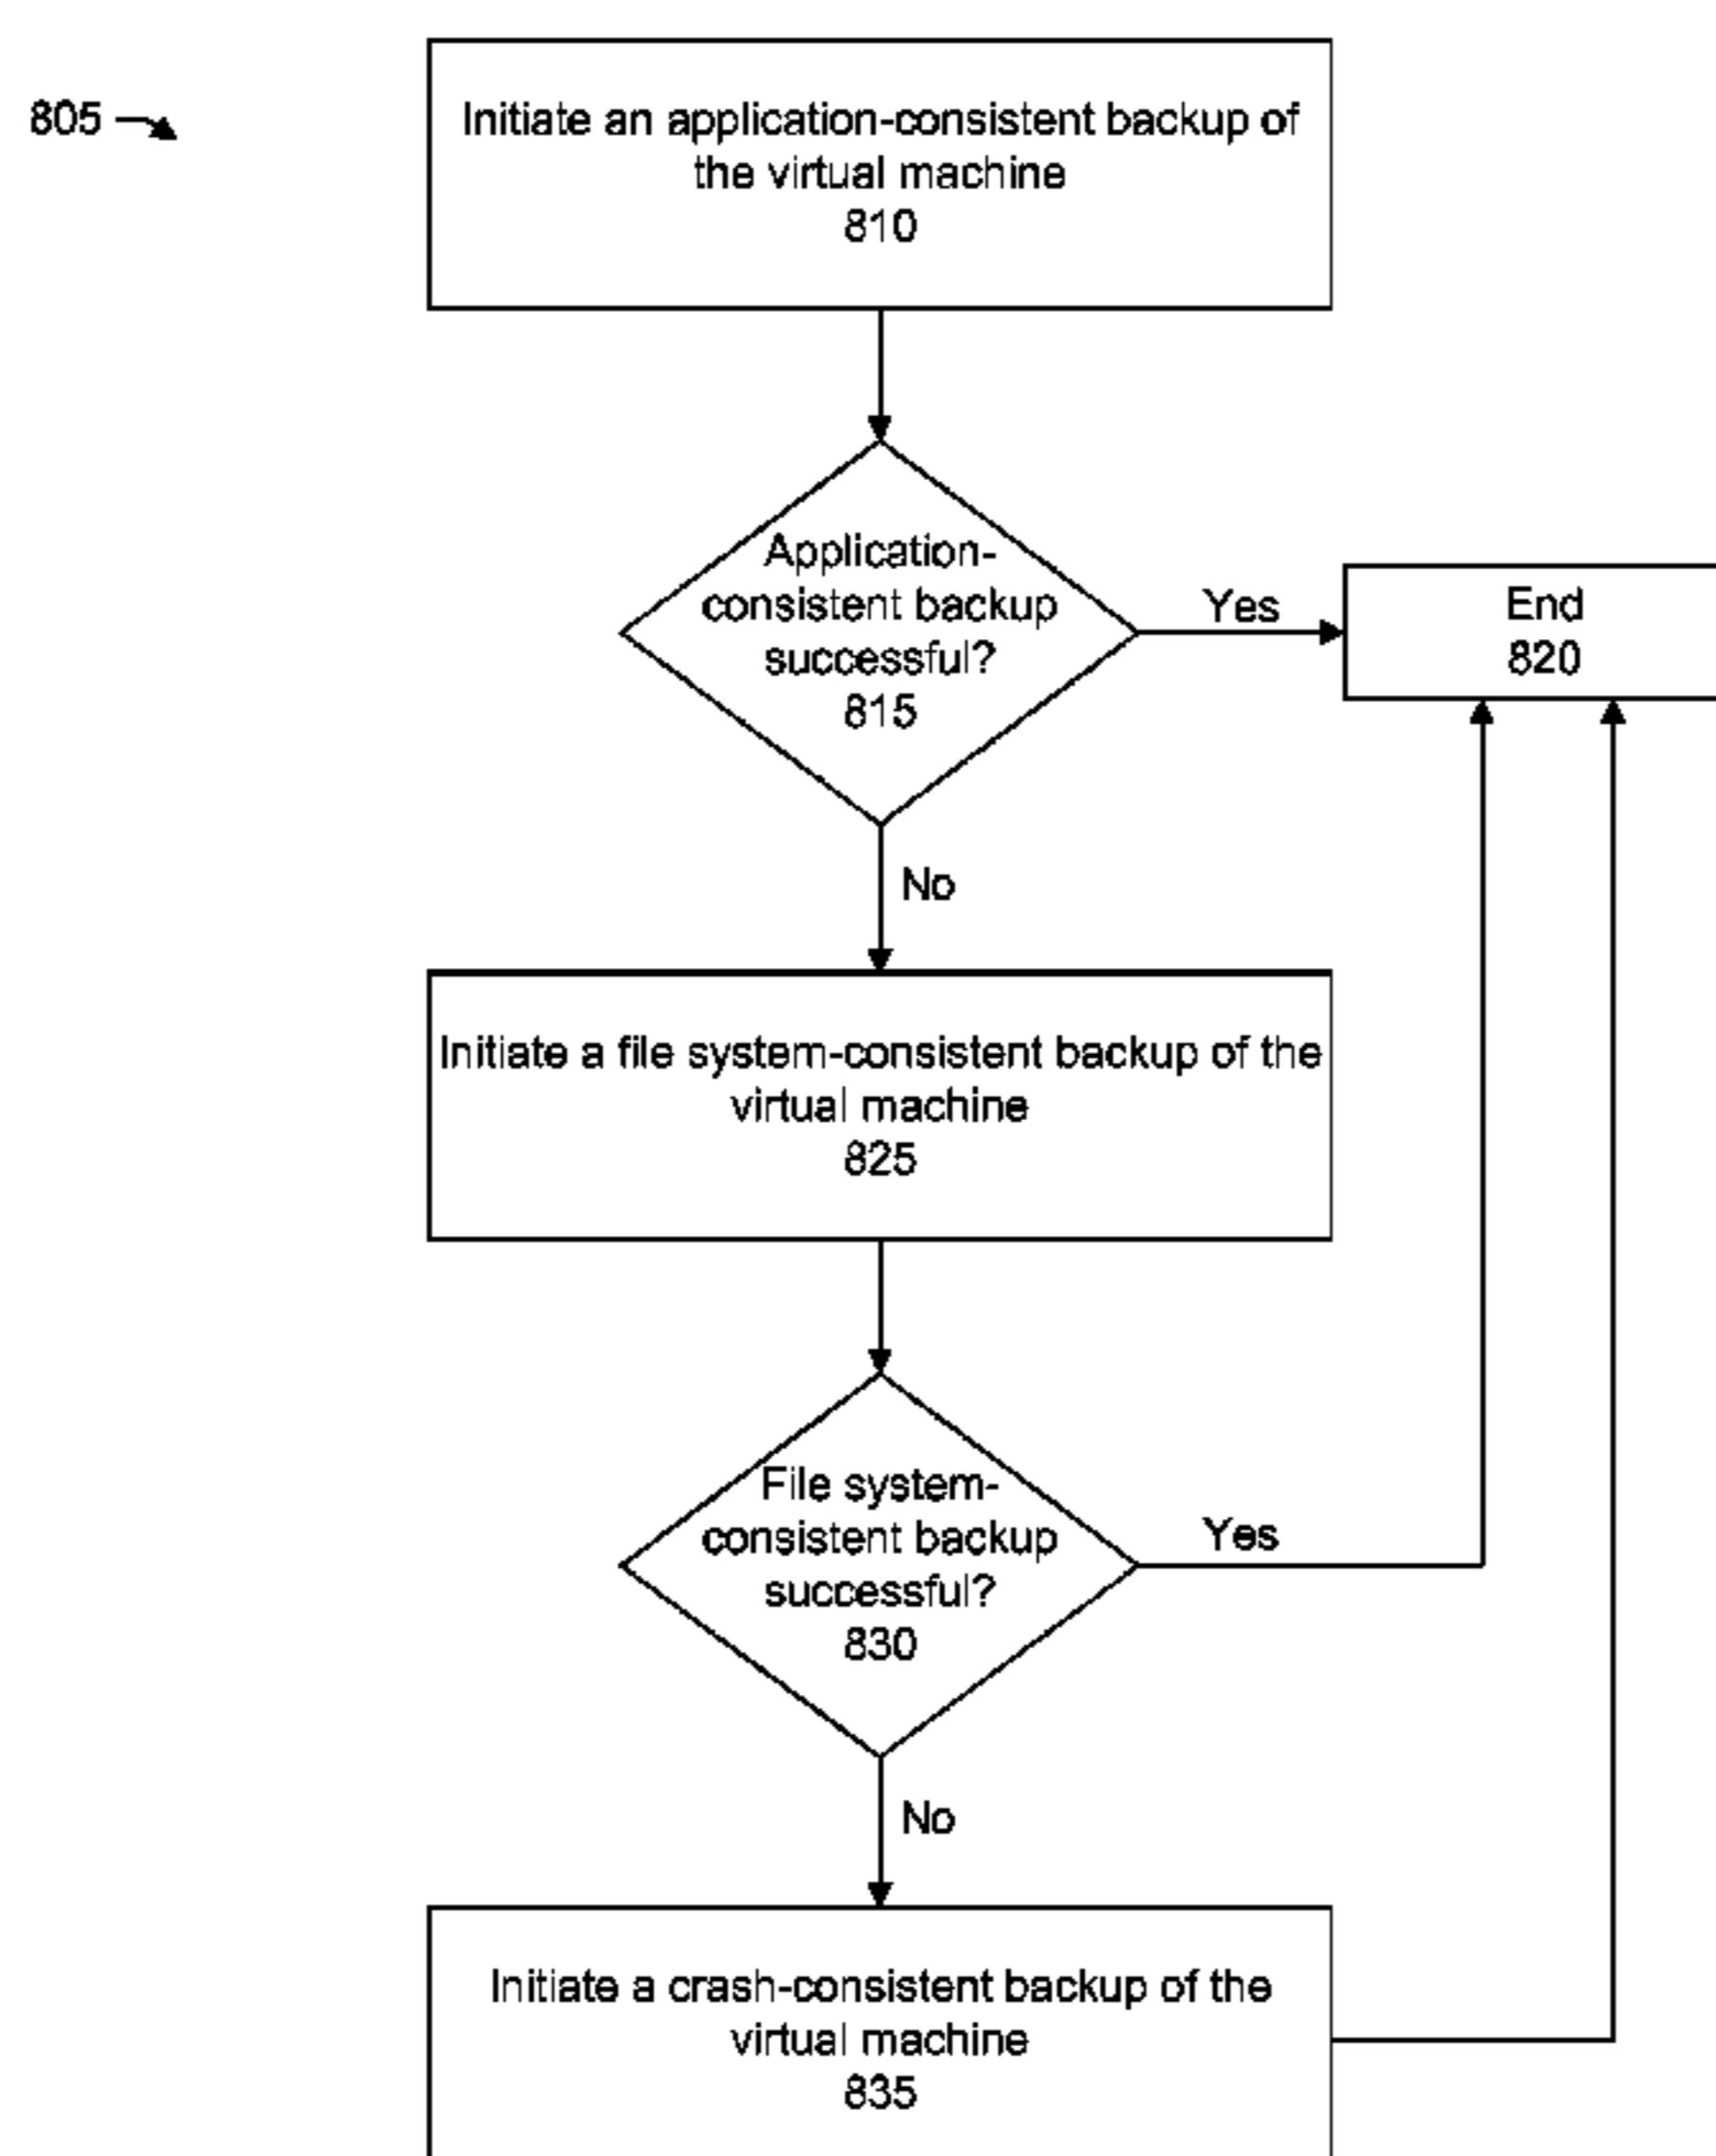 805
Initiate an application-consistent backup of
the virtual machine
810
Application-
consistent backup
successful?
815
Yes
End
820
No
Initiate a file system-consistent backup of the
virtual machine
825
File system-
consistent backup
successful?
830
Yes
No
Initiate a crash-consistent backup of the
virtual machine
835